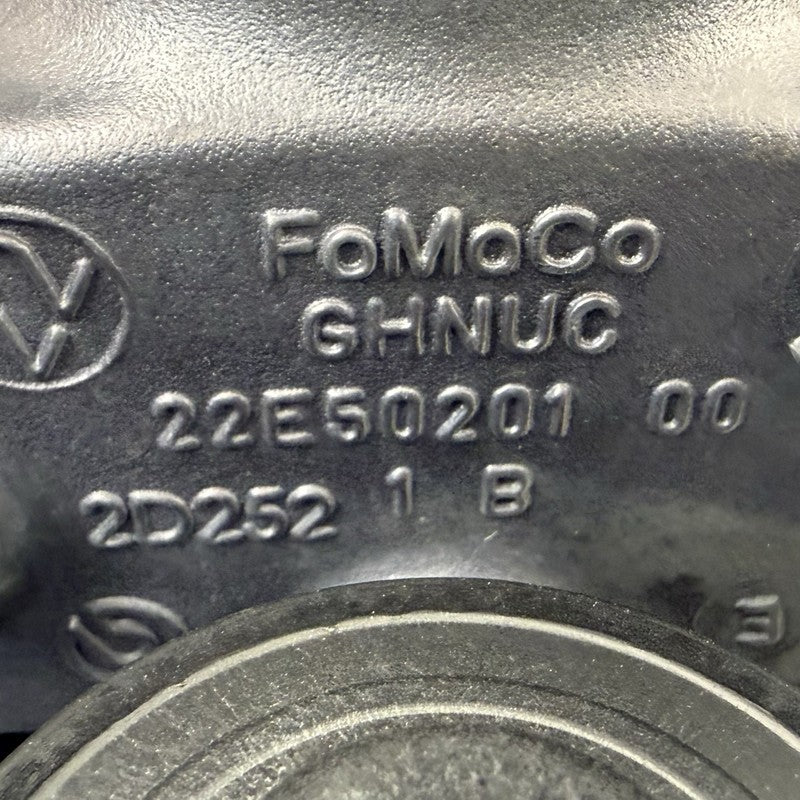 FoMoCo
GHNUC
22E50201 00
2D252 1 B
E